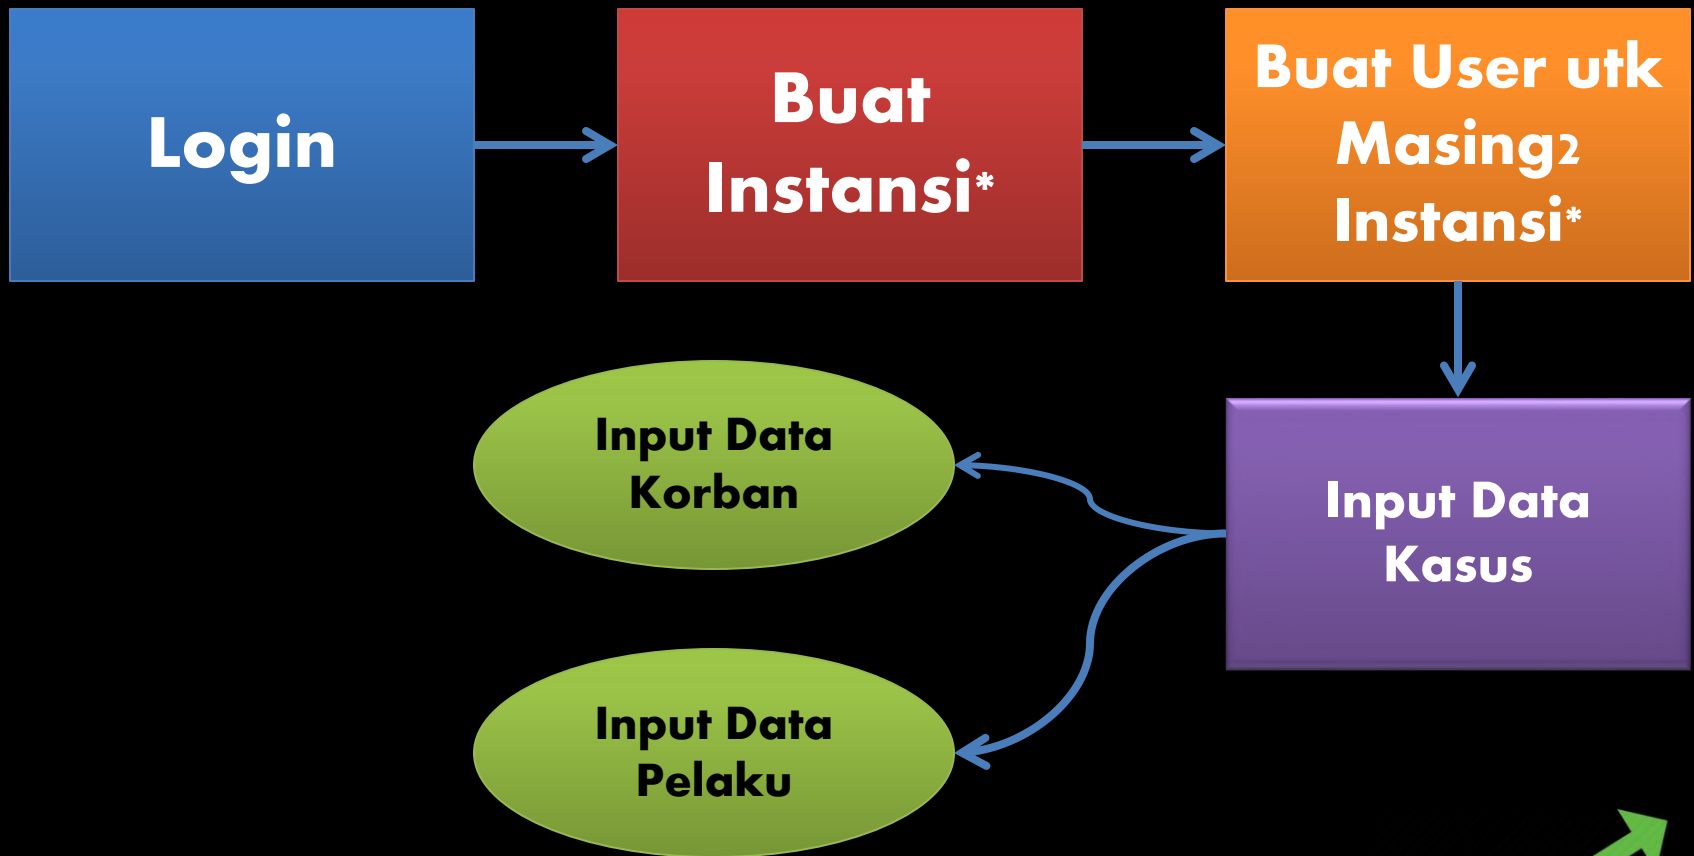 Login
Buat
Instansi*
Buat User utk
Masing2
Instansi*
Input Data
Korban
Input Data
Kasus
Input Data
Pelaku